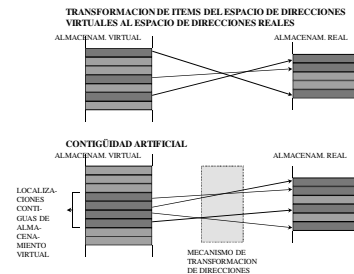 TRANSFORMACION DE ITEMS DEL ESPACIO DE DIRECCIONES
VIRTUALES AL ESPACIO DE DIRECCIONES REALES
ALMACENAM. VIRTUAL
ALMACENAM. REAL
CONTIGÜIDAD ARTIFICIAL
ALMACENAM. VIRTUAL
ALMACENAM. REAL
LOCALIZA-
CIONES
CONTI-
GUAS DE
ALMA-
CENA-
MIENTO
VIRTUAL
MECANISMO DE
TRANSFORMACION
DE DIRECCIONES